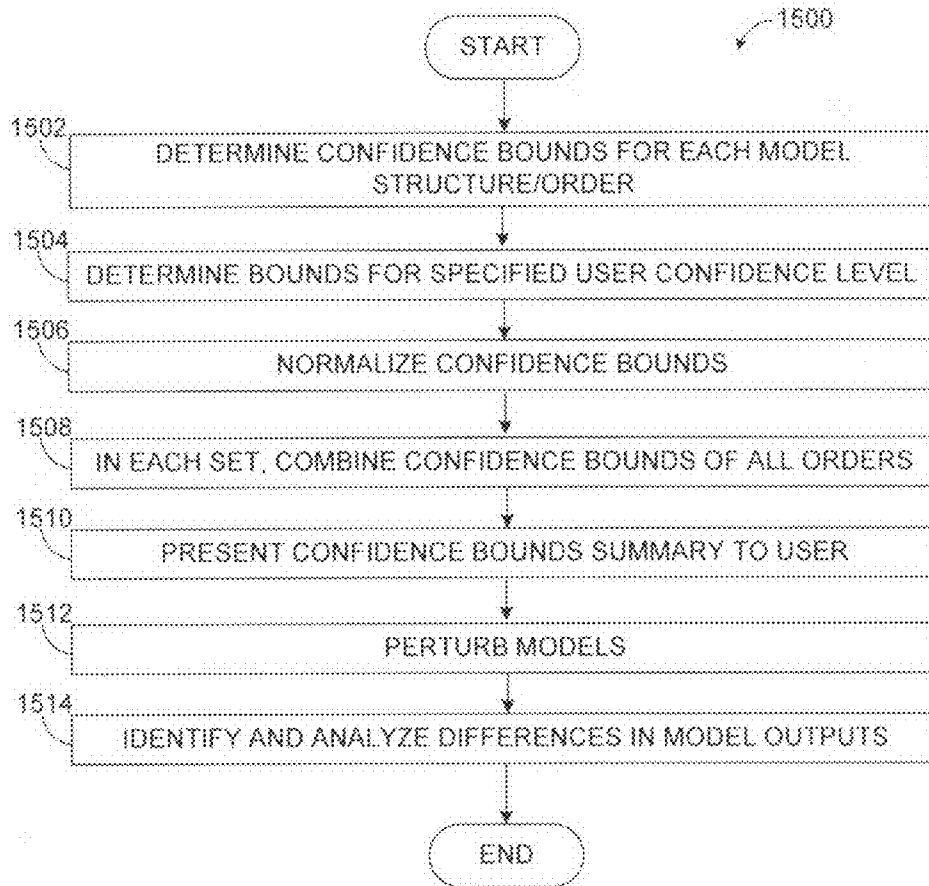 1500
START
1502
DETERMINE CONFIDENCE BOUNDS FOR EACH MODEL
STRUCTURE/ORDER
1504
DETERMINE BOUNDS FOR SPECIFIED USER CONFIDENCE LEVEL
1506
NORMALIZE CONFIDENCE BOUNDS
1508
IN EACH SET, COMBINE CONFIDENCE BOUNDS OF ALL ORDERS
1510
PRESENT CONFIDENCE BOUNDS SUMMARY TO USER
1512
PERTURB MODELS
1514
IDENTIFY AND ANALYZE DIFFERENCES IN MODEL OUTPUTS
END